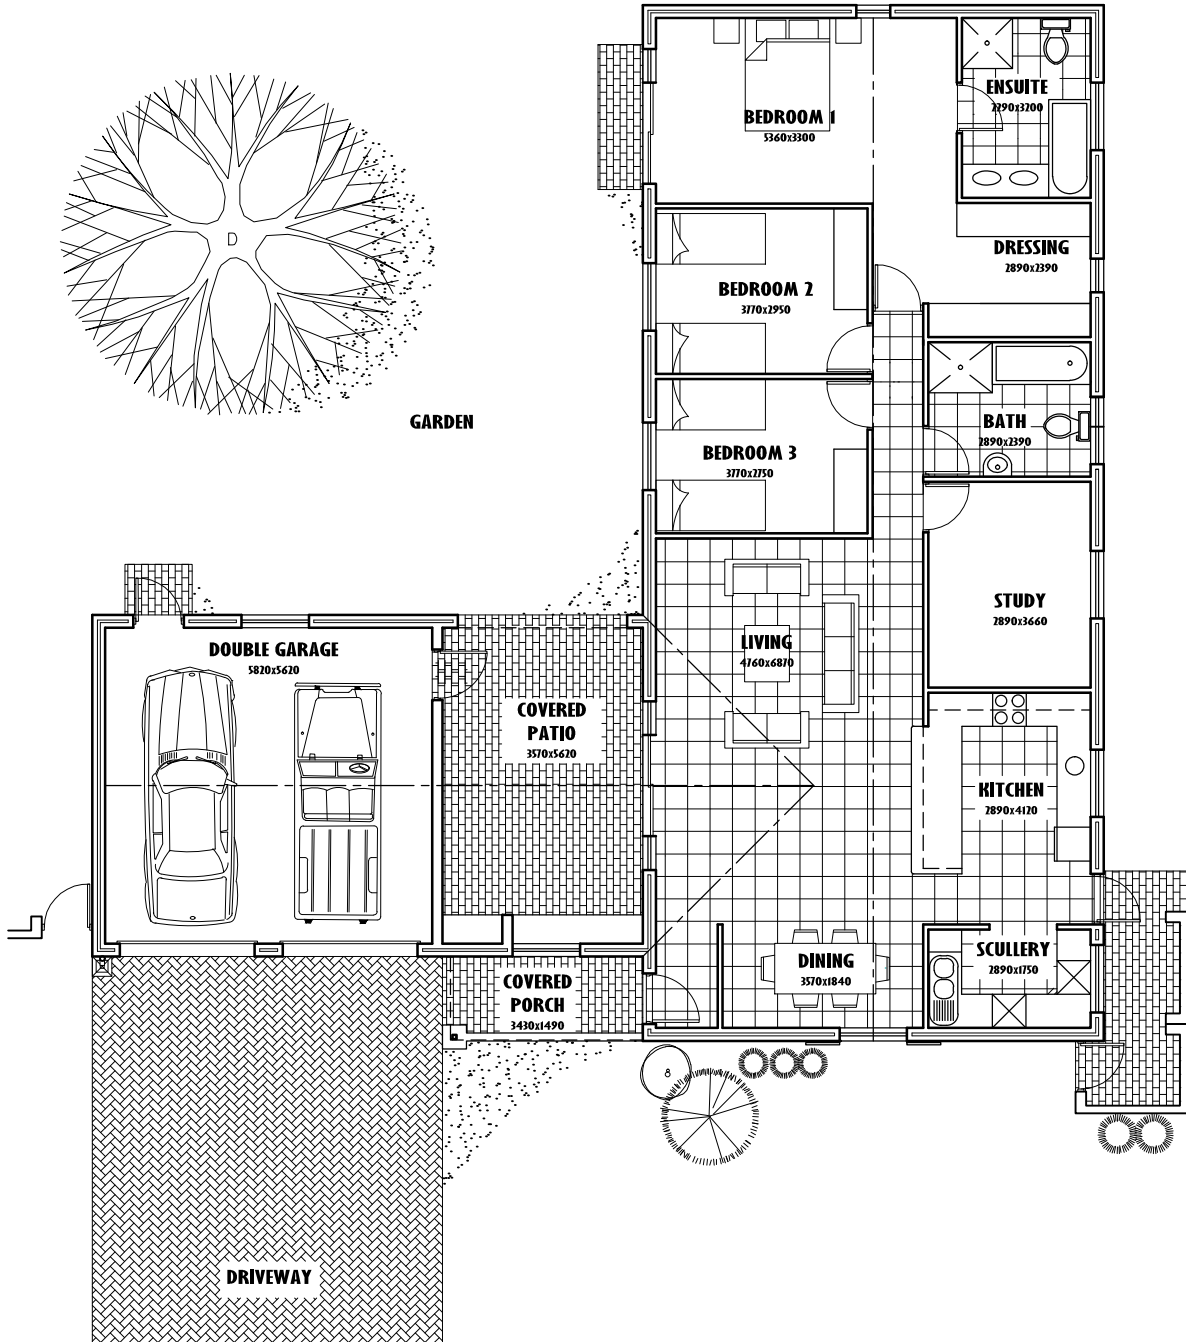 BEDROOM 1
5360x3300
ENSUITE
2290x3200
DRESSING
2890x2390
BEDROOM 2
3770x2950
GARDEN
BATH
2890x2390
BEDROOM 3
3770x2750
STUDY
2890x3660
DOUBLE GARAGE
5820x5620
LIVING
4760x6870
COVERED
PATIO
3570x5620
KITCHEN
2890x4120
SCULLERY
2890x1750
DINING
3570x1840
COVERED
PORCH
3430x1490
DRIVEWAY